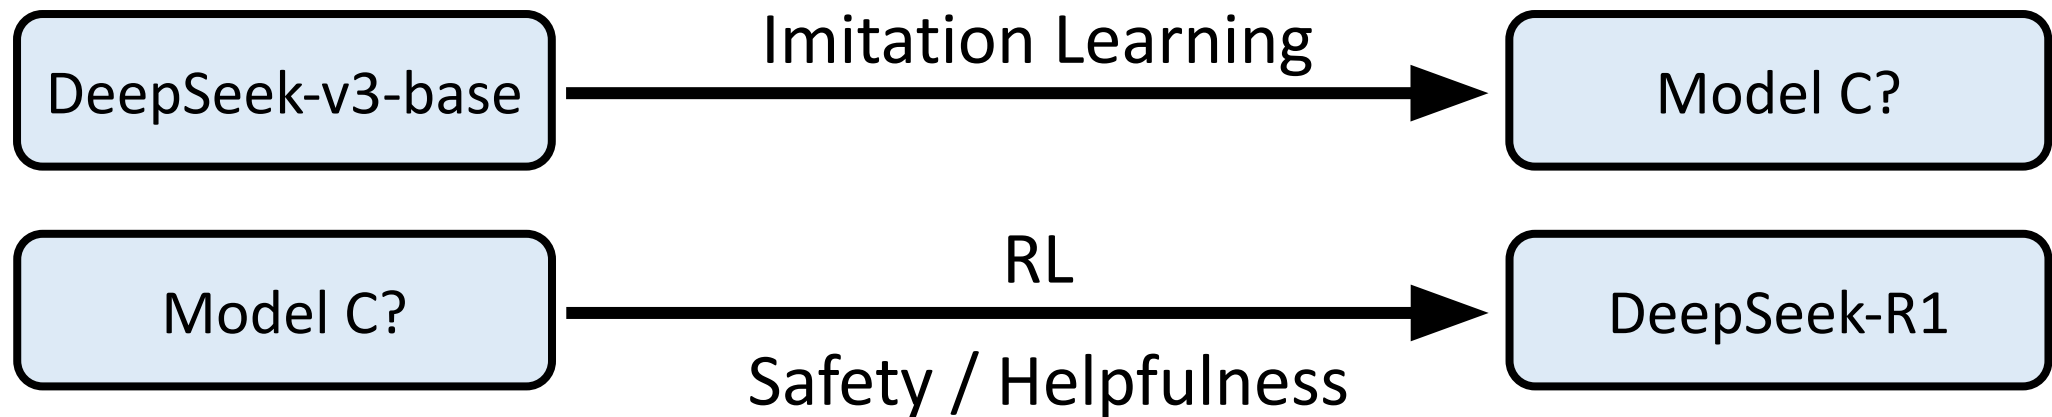 Imitation Learning
DeepSeek-v3-base
Model C?
RL
Model C?
DeepSeek-R1
Safety / Helpfulness